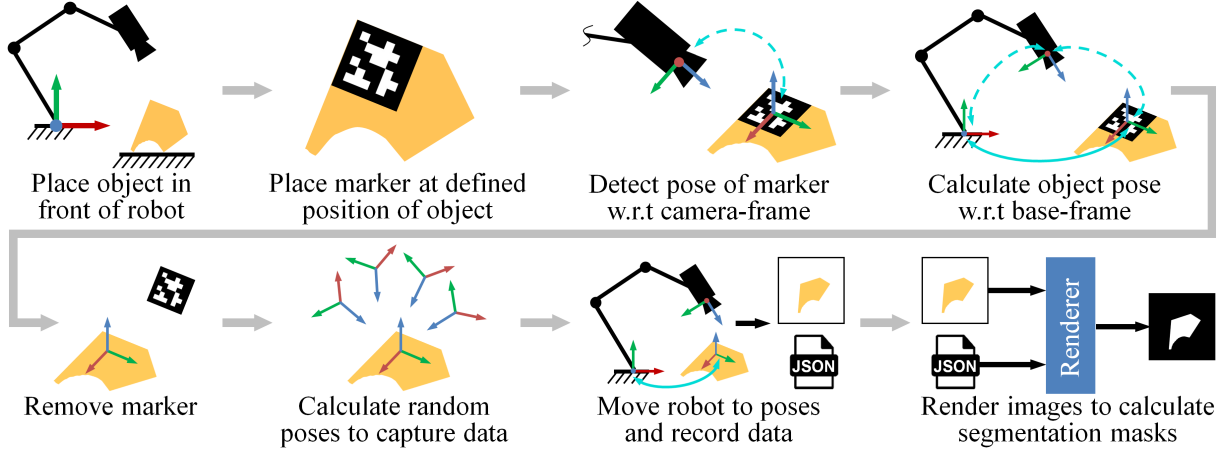 Place object in
front of robot
Place marker at defined
position of object
Detect pose of marker
w.r.t camera-frame
Calculate object pose
w.r.t base-frame
Remove marker
Calculate random
poses to capture data
JSON
Move robot to poses
and record data
JSON
Renderer
Render images to calculate
segmentation masks